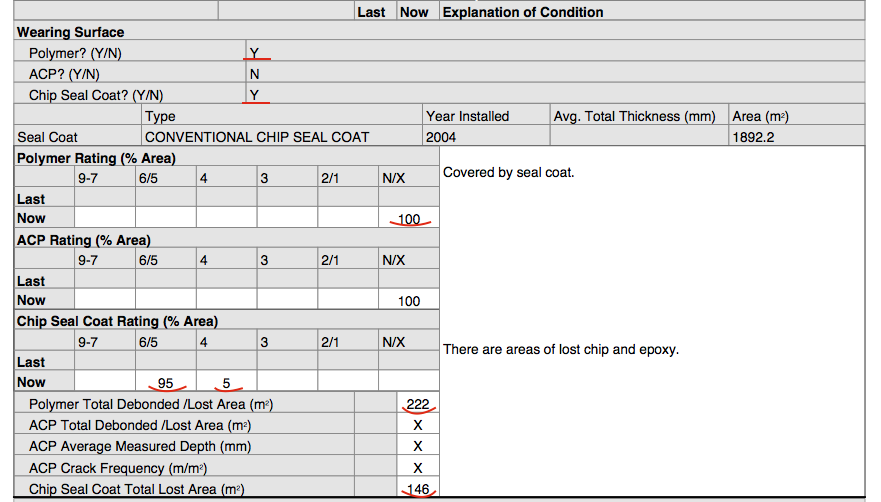 Last Now Explanation of Condition
Wearing Surface
Polymer? (Y/N) Y
ACP? (Y/N) N
Chip Seal Coat? (Y/N) Y
Type Year Installed Avg. Total Thickness (mm) Area (m²)
Seal Coat CONVENTIONAL CHIP SEAL COAT 2004 1892.2
Polymer Rating (% Area)
9-7 6/5 4 3 2/1 N/X Covered by seal coat.
Last
Now 100
ACP Rating (% Area)
9-7 6/5 4 3 2/1 N/X
Last
Now 100
Chip Seal Coat Rating (% Area)
9-7 6/5 4 3 2/1 N/X There are areas of lost chip and epoxy.
Last
Now 95 5
Polymer Total Debonded /Lost Area (m²) 222
ACP Total Debonded /Lost Area (m²) X
ACP Average Measured Depth (mm) X
ACP Crack Frequency (m/m²) X
Chip Seal Coat Total Lost Area (m²) 146